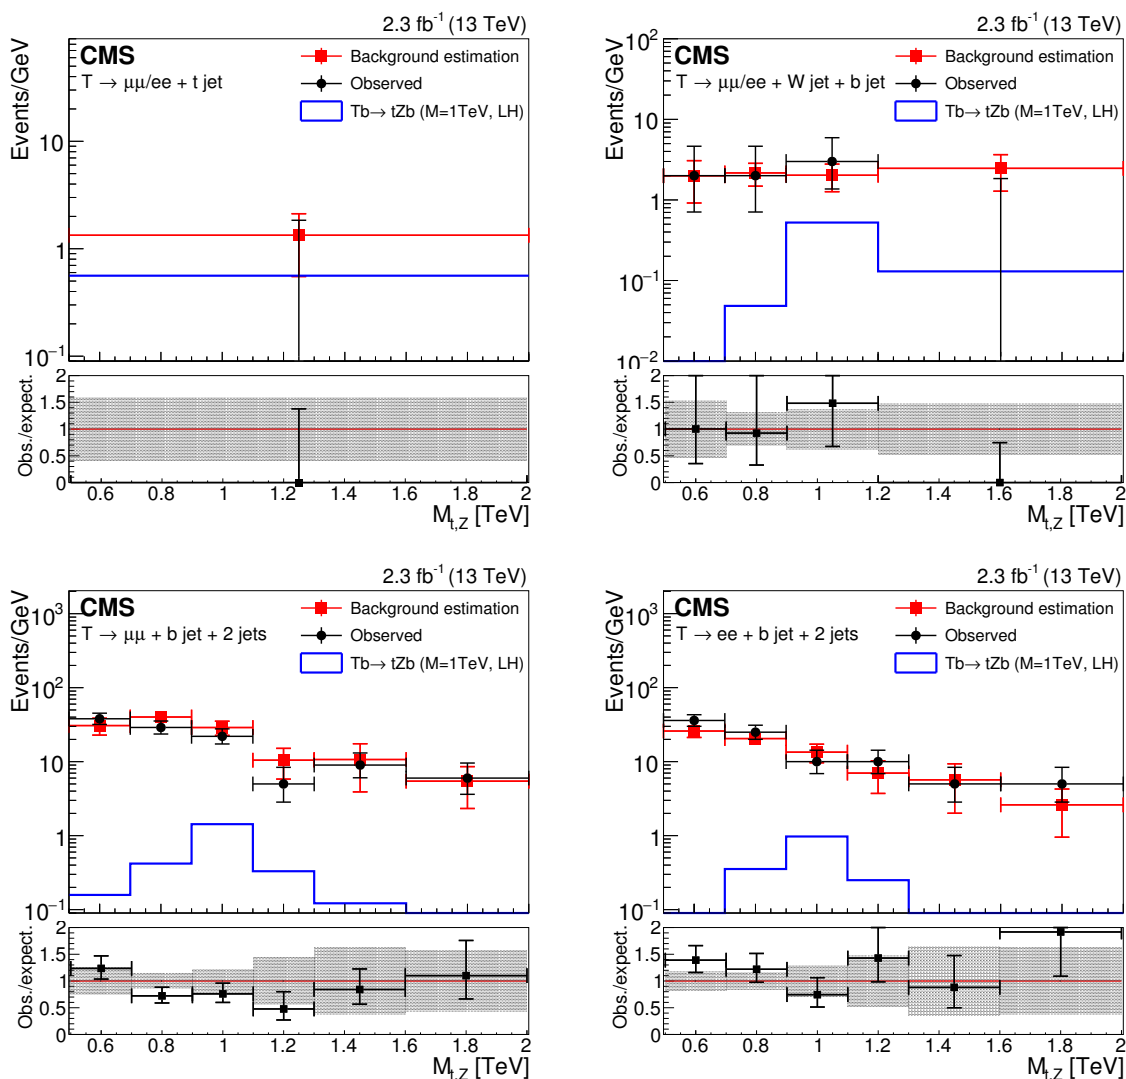 2.3 fb⁻¹ (13 TeV)
Events/GeV
CMS
T → μμ/ee + t jet
Background estimation
Observed
Tb→ tZb (M=1TeV, LH)
10
1
10⁻¹
Obs./expect.
2
1.5
1
0.5
0
0.6 0.8 1 1.2 1.4 1.6 1.8 2
M_t,Z [TeV]
2.3 fb⁻¹ (13 TeV)
Events/GeV
CMS
T → μμ/ee + W jet + b jet
Background estimation
Observed
Tb→ tZb (M=1TeV, LH)
10²
10
1
10⁻¹
10⁻²
Obs./expect.
2
1.5
1
0.5
0
0.6 0.8 1 1.2 1.4 1.6 1.8 2
M_t,Z [TeV]
2.3 fb⁻¹ (13 TeV)
Events/GeV
CMS
T → μμ + b jet + 2 jets
Background estimation
Observed
Tb→ tZb (M=1TeV, LH)
10³
10²
10
1
10⁻¹
Obs./expect.
2
1.5
1
0.5
0
0.6 0.8 1 1.2 1.4 1.6 1.8 2
M_t,Z [TeV]
2.3 fb⁻¹ (13 TeV)
Events/GeV
CMS
T → ee + b jet + 2 jets
Background estimation
Observed
Tb→ tZb (M=1TeV, LH)
10³
10²
10
1
10⁻¹
Obs./expect.
2
1.5
1
0.5
0
0.6 0.8 1 1.2 1.4 1.6 1.8 2
M_t,Z [TeV]